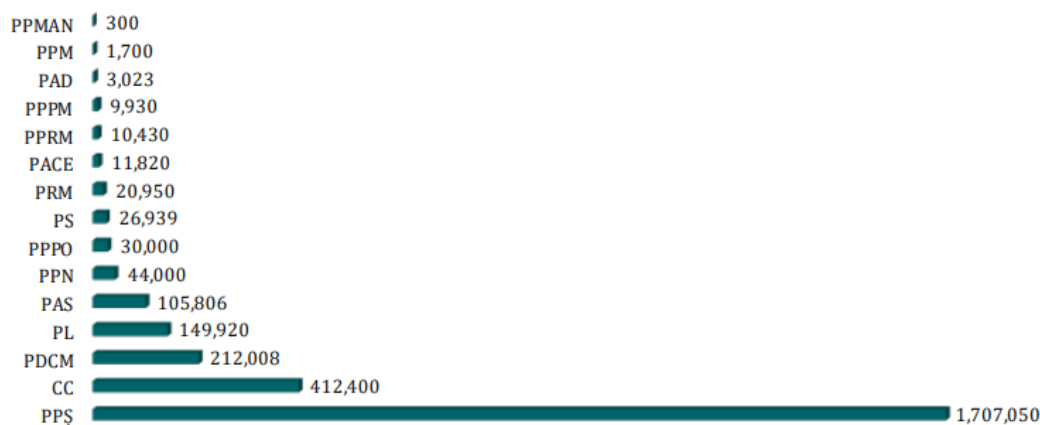 PPMAN 300
PPM 1,700
PAD 3,023
PPPM 9,930
PPRM 10,430
PACE 11,820
PRM 20,950
PS 26,939
PPPO 30,000
PPN 44,000
PAS 105,806
PL 149,920
PDCM 212,008
CC 412,400
PPS 1,707,050